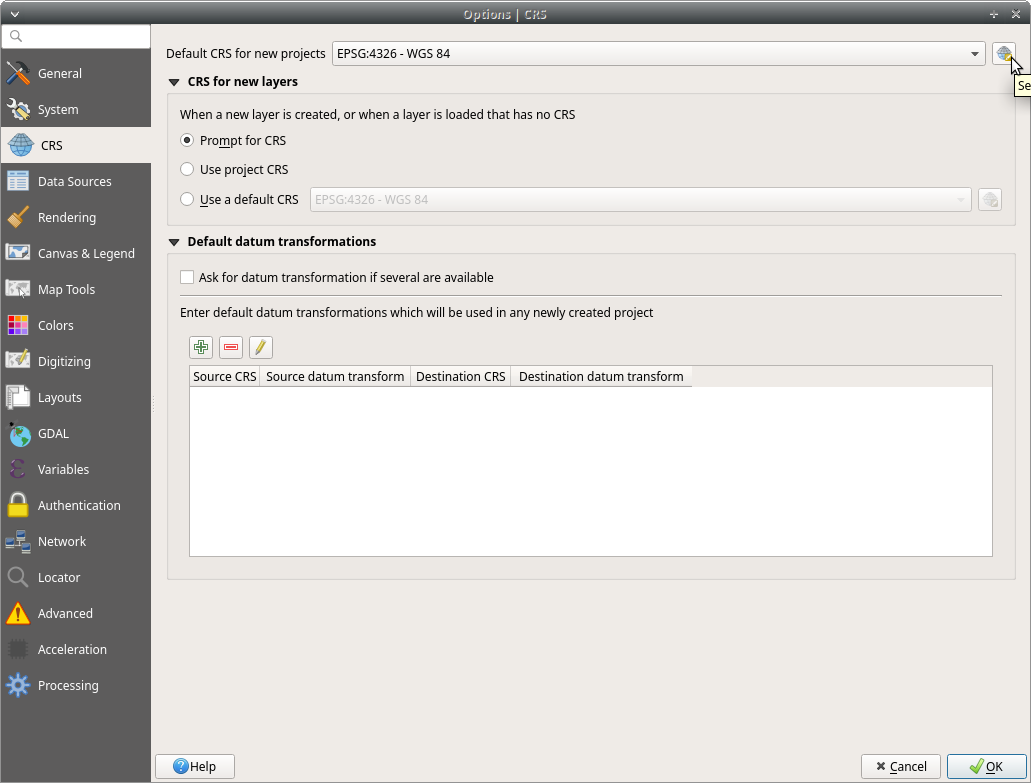 Options | CRS
Default CRS for new projects EPSG:4326 - WGS 84
Se
General
System
CRS
Data Sources
Rendering
Canvas & Legend
Map Tools
Colors
Digitizing
Layouts
GDAL
Variables
Authentication
Network
Locator
Advanced
Acceleration
Processing
CRS for new layers
When a new layer is created, or when a layer is loaded that has no CRS
Prompt for CRS
Use project CRS
Use a default CRS EPSG:4326 - WGS 84
Default datum transformations
Ask for datum transformation if several are available
Enter default datum transformations which will be used in any newly created project
Source CRS Source datum transform Destination CRS Destination datum transform
Help Cancel OK